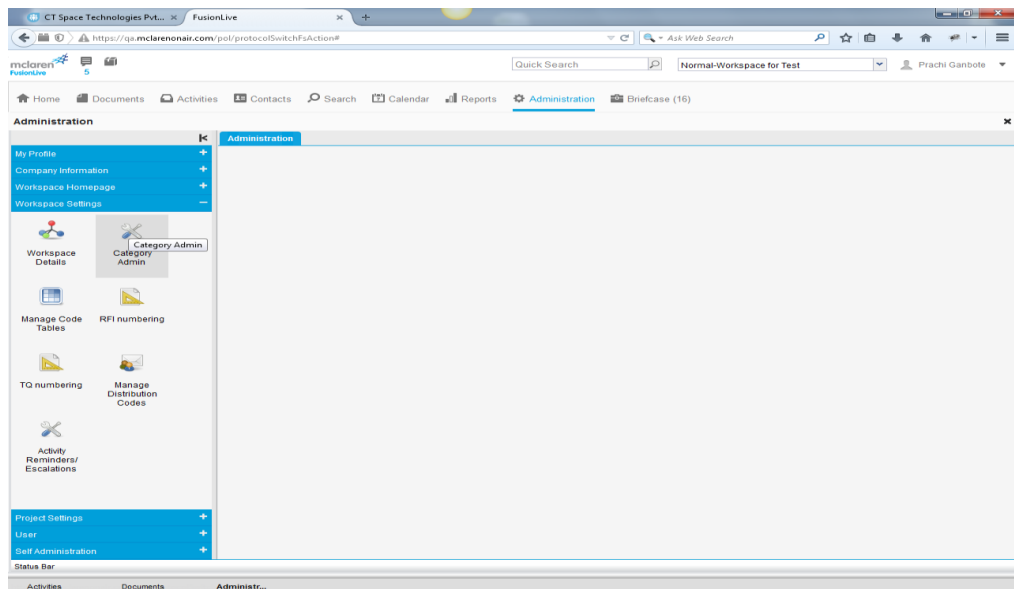 CT Space Technologies Pvt... ×
FusionLive ×
+
https://qa.mclarenonair.com/pol/protocolSwitchFsAction#
Ask Web Search
mclaren
FusionLive
5
Quick Search
Normal-Workspace for Test
Prachi Ganbote
Home
Documents
Activities
Contacts
Search
Calendar
Reports
Administration
Briefcase (16)
Administration
Administration
My Profile
Company Information
Workspace Homepage
Workspace Settings
Workspace
Details
Category Admin
Category
Admin
Manage Code
Tables
RFI numbering
TQ numbering
Manage
Distribution
Codes
Activity
Reminders/
Escalations
Project Settings
User
Self Administration
Status Bar
Activities
Documents
Administr...